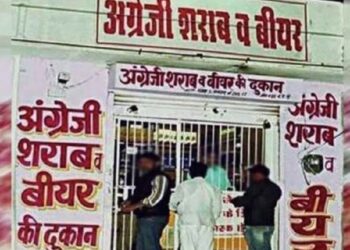 अंग्रेजी शराब व बीयर
अंग्रेजी शराब व बीयर की दुकान
अंग्रेजी
शराब व
बीयर
की दुकान
अंग्रेजी
शराब
व
बीय